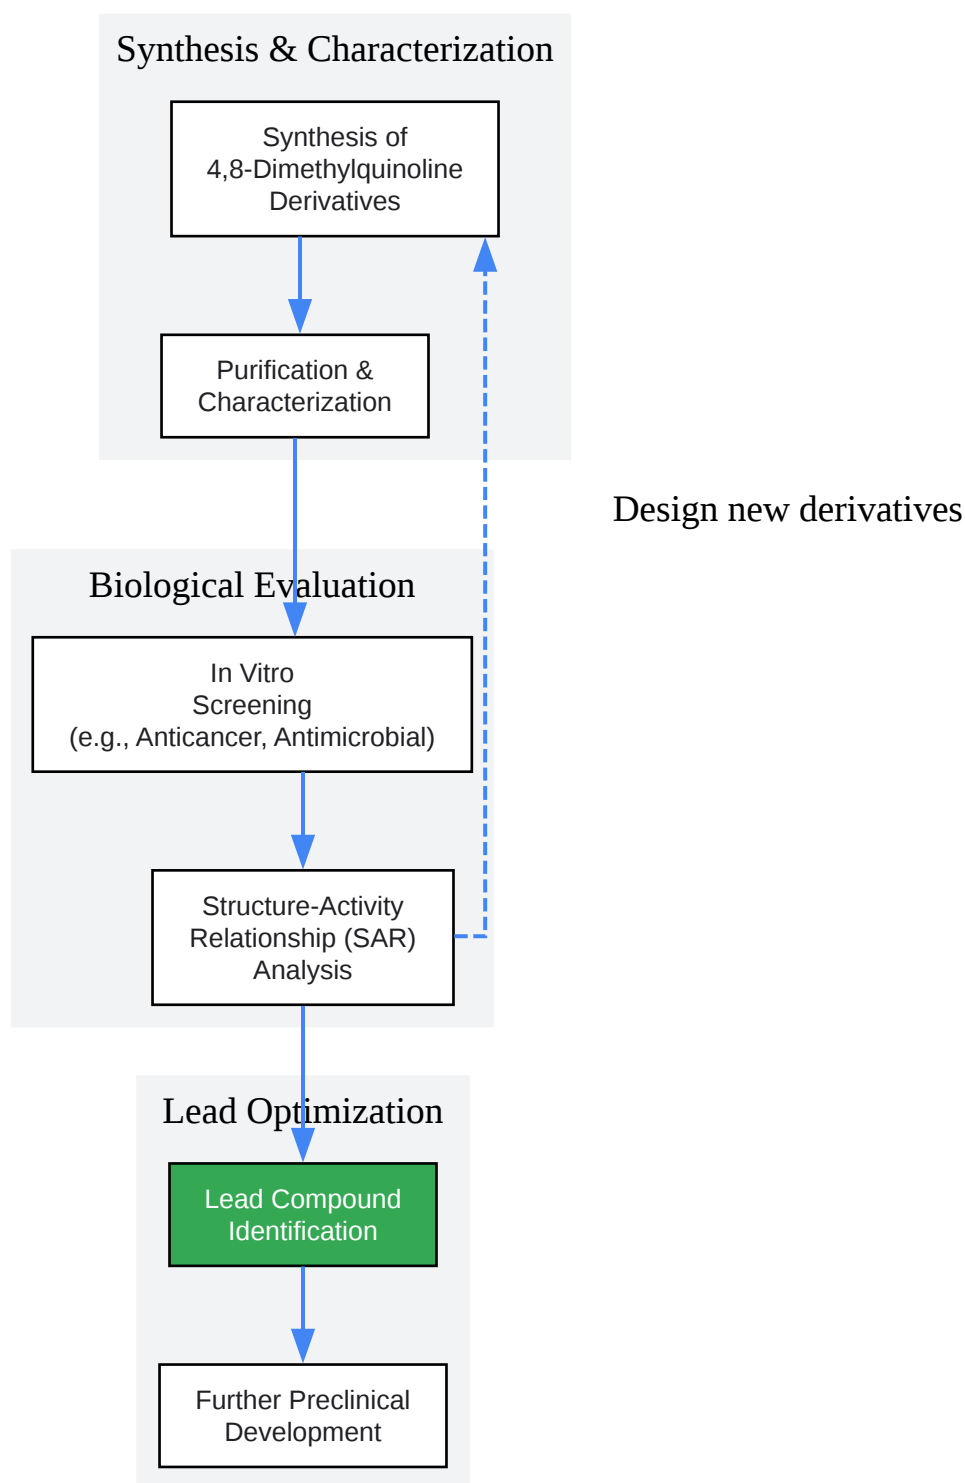 Synthesis & Characterization
Synthesis of
4,8-Dimethylquinoline
Derivatives
Purification &
Characterization
Design new derivatives
Biological Evaluation
In Vitro
Screening
(e.g., Anticancer, Antimicrobial)
Structure-Activity
Relationship (SAR)
Analysis
Lead Optimization
Lead Compound
Identification
Further Preclinical
Development